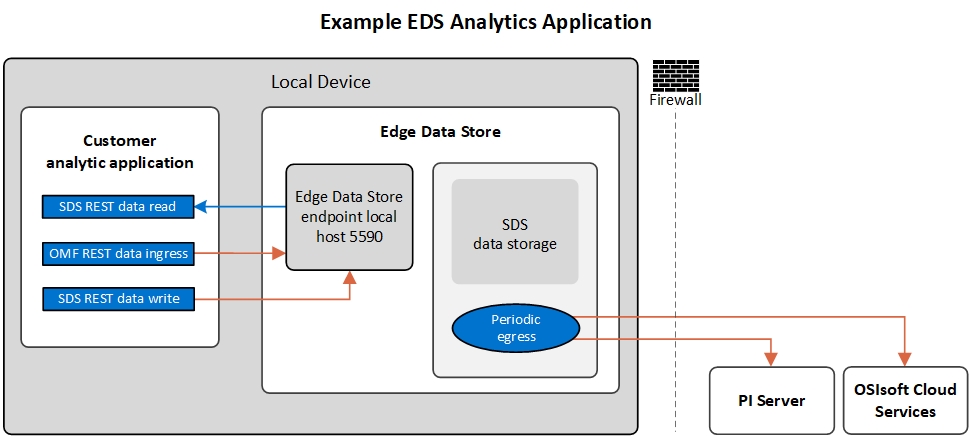 Example EDS Analytics Application
Local Device
Firewall
Customer
analytic application
SDS REST data read
OMF REST data ingress
SDS REST data write
Edge Data Store
Edge Data Store
endpoint local
host 5590
SDS
data storage
Periodic
egress
PI Server
OSIsoft Cloud
Services